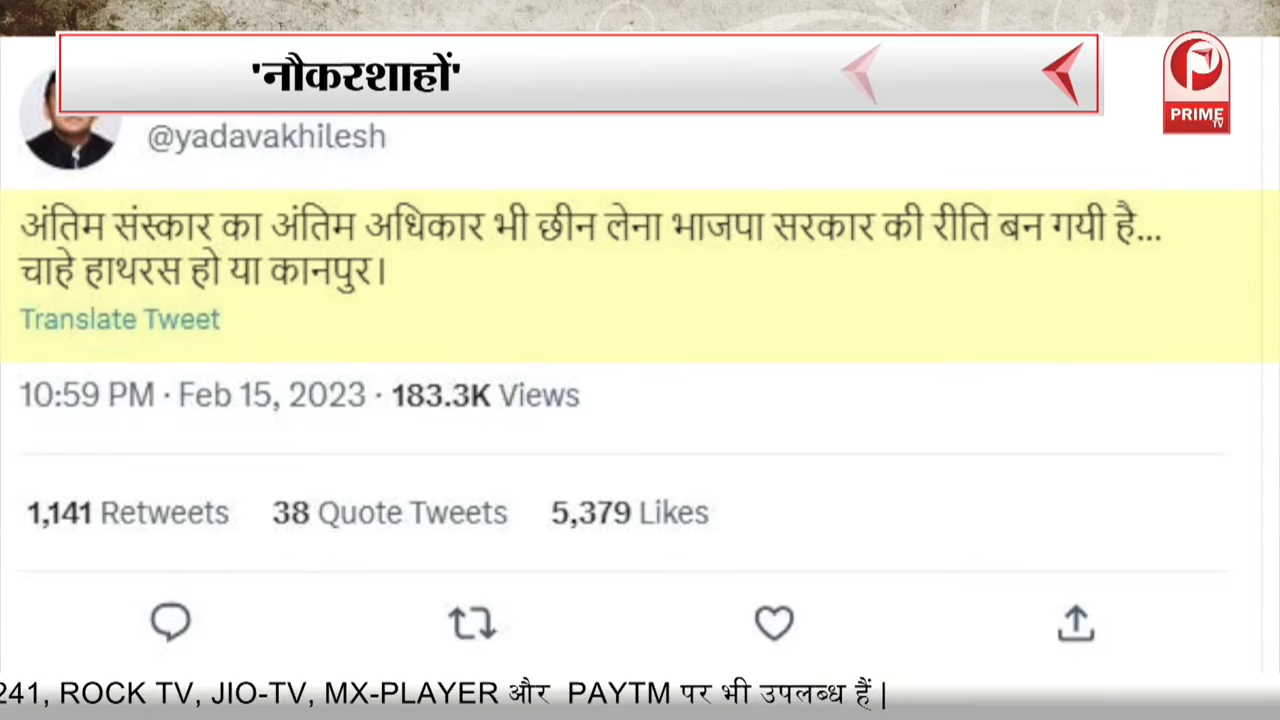 'नौकरशाहों'
PRIME
TV
@yadavakhilesh
अंतिम संस्कार का अंतिम अधिकार भी छीन लेना भाजपा सरकार की रीति बन गयी है...
चाहे हाथरस हो या कानपुर।
Translate Tweet
10:59 PM · Feb 15, 2023 · 183.3K Views
1,141 Retweets 38 Quote Tweets 5,379 Likes
241, ROCK TV, JIO-TV, MX-PLAYER और PAYTM पर भी उपलब्ध हैं |